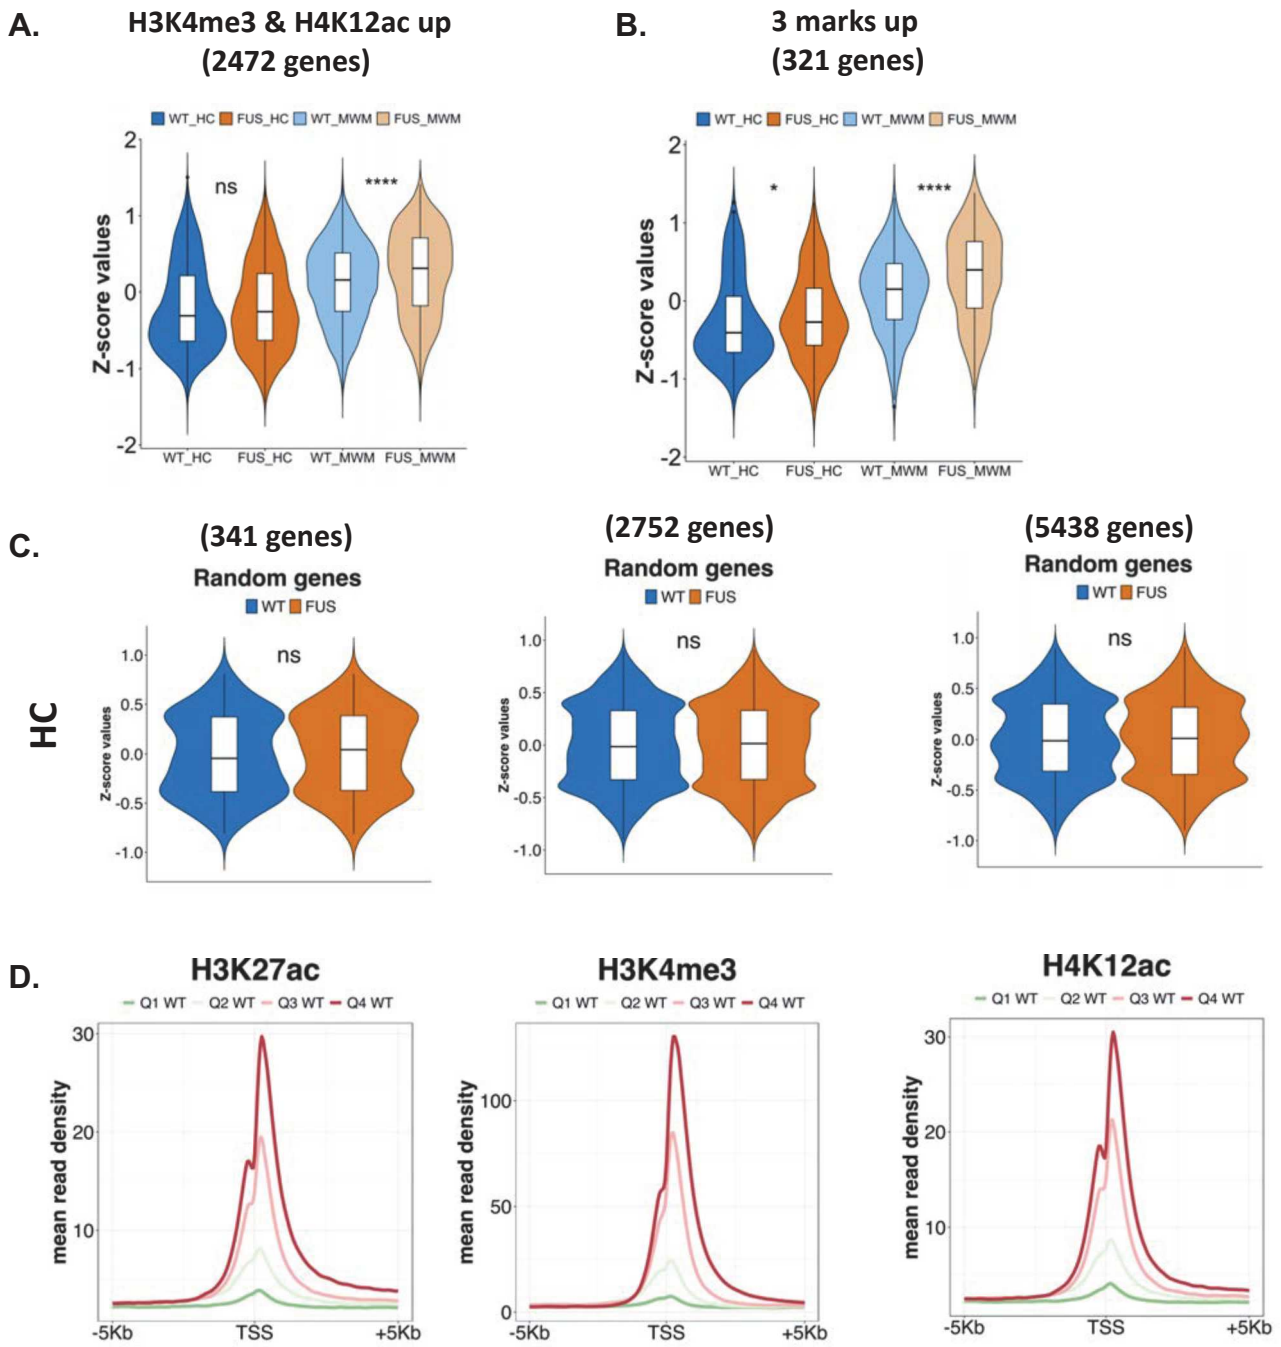 A.
H3K4me3 & H4K12ac up
(2472 genes)
WT_HC FUS_HC WT_MWM FUS_MWM
2
1
0
-1
-2
Z-score values
ns
****
WT_HC FUS_HC WT_MWM FUS_MWM
B.
3 marks up
(321 genes)
WT_HC FUS_HC WT_MWM FUS_MWM
2
1
0
-1
-2
Z-score values
*
****
WT_HC FUS_HC WT_MWM FUS_MWM
C.
HC
(341 genes)
Random genes
WT FUS
1.0
0.5
0.0
-0.5
-1.0
Z-score values
ns
(2752 genes)
Random genes
WT FUS
1.0
0.5
0.0
-0.5
-1.0
Z-score values
ns
(5438 genes)
Random genes
WT FUS
1.0
0.5
0.0
-0.5
-1.0
Z-score values
ns
D.
H3K27ac
Q1 WT Q2 WT Q3 WT Q4 WT
30
20
10
mean read density
-5Kb TSS +5Kb
H3K4me3
Q1 WT Q2 WT Q3 WT Q4 WT
100
50
0
mean read density
-5Kb TSS +5Kb
H4K12ac
Q1 WT Q2 WT Q3 WT Q4 WT
30
20
10
mean read density
-5Kb TSS +5Kb